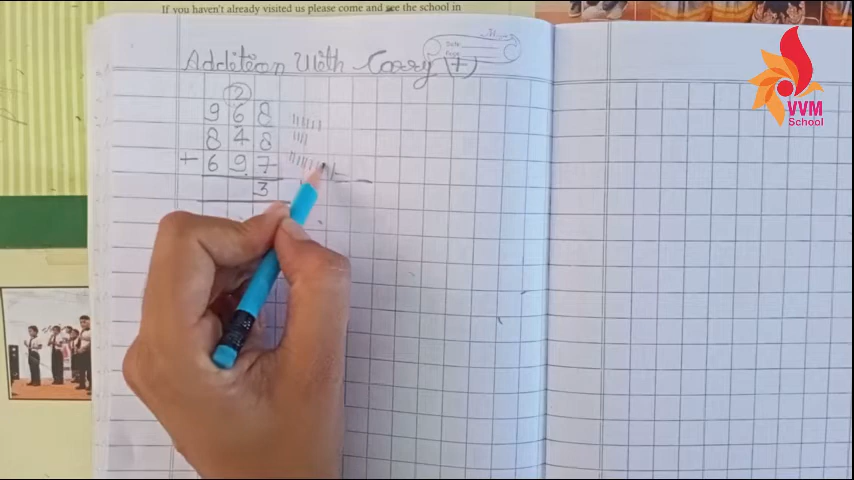 If you haven't already visited us please come and see the school in
Date
Page
Addition With Carry (+)
+2
9 6 8
8 4 8
+ 6 9 7
3
VVM
School